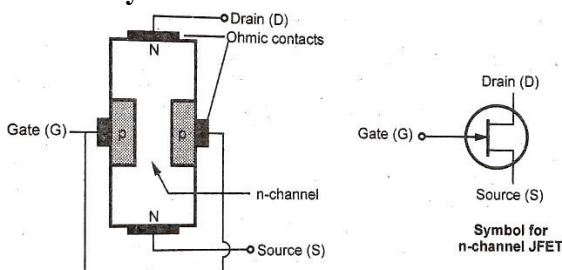 Drain (D)
Ohmic contacts
N
Drain (D)
Gate (G)
p
p
Gate (G)
n-channel
Source (S)
N
Symbol for
n-channel JFET
Source (S)